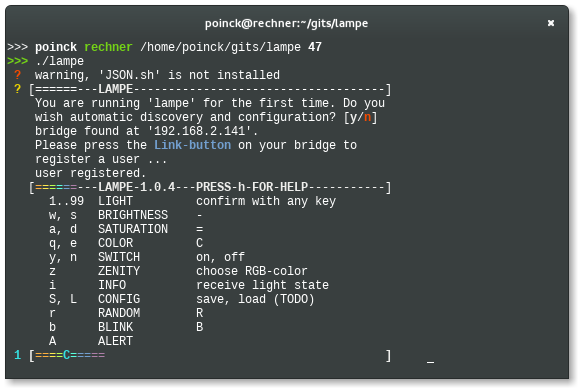 poinck@rechner:~/gits/lampe ×
>>> poinck rechner /home/poinck/gits/lampe 47
>>> ./lampe
 ?  warning, 'JSON.sh' is not installed
 ? [======---LAMPE------------------------------------]
    You are running 'lampe' for the first time. Do you
    wish automatic discovery and configuration? [y/n]
    bridge found at '192.168.2.141'.
    Please press the Link-button on your bridge to
    register a user ...
    user registered.
   [======---LAMPE-1.0.4---PRESS-h-FOR-HELP-----------]
      1..99  LIGHT         confirm with any key
      w, s   BRIGHTNESS    -
      a, d   SATURATION    =
      q, e   COLOR         C
      y, n   SWITCH        on, off
      z      ZENITY        choose RGB-color
      i      INFO          receive light state
      S, L   CONFIG        save, load (TODO)
      r      RANDOM        R
      b      BLINK         B
      A      ALERT
 1 [====C=====                                        ]     _